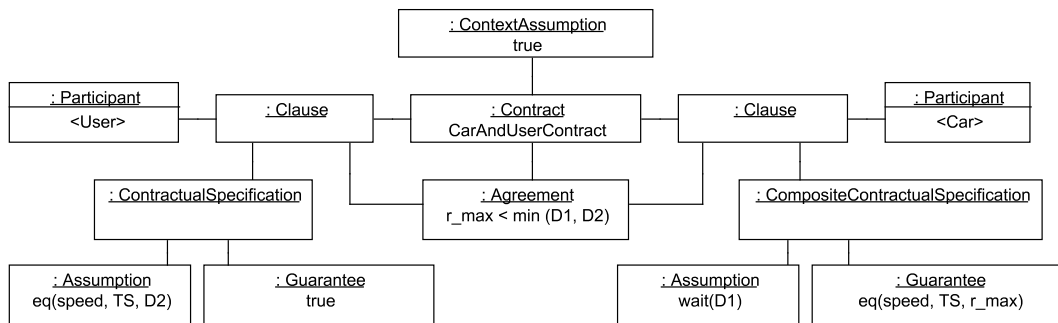 : ContextAssumption
true
: Participant
<User>
: Clause
: Contract
CarAndUserContract
: Clause
: Participant
<Car>
: ContractualSpecification
: Agreement
r_max < min (D1, D2)
: CompositeContractualSpecification
: Assumption
eq(speed, TS, D2)
: Guarantee
true
: Assumption
wait(D1)
: Guarantee
eq(speed, TS, r_max)